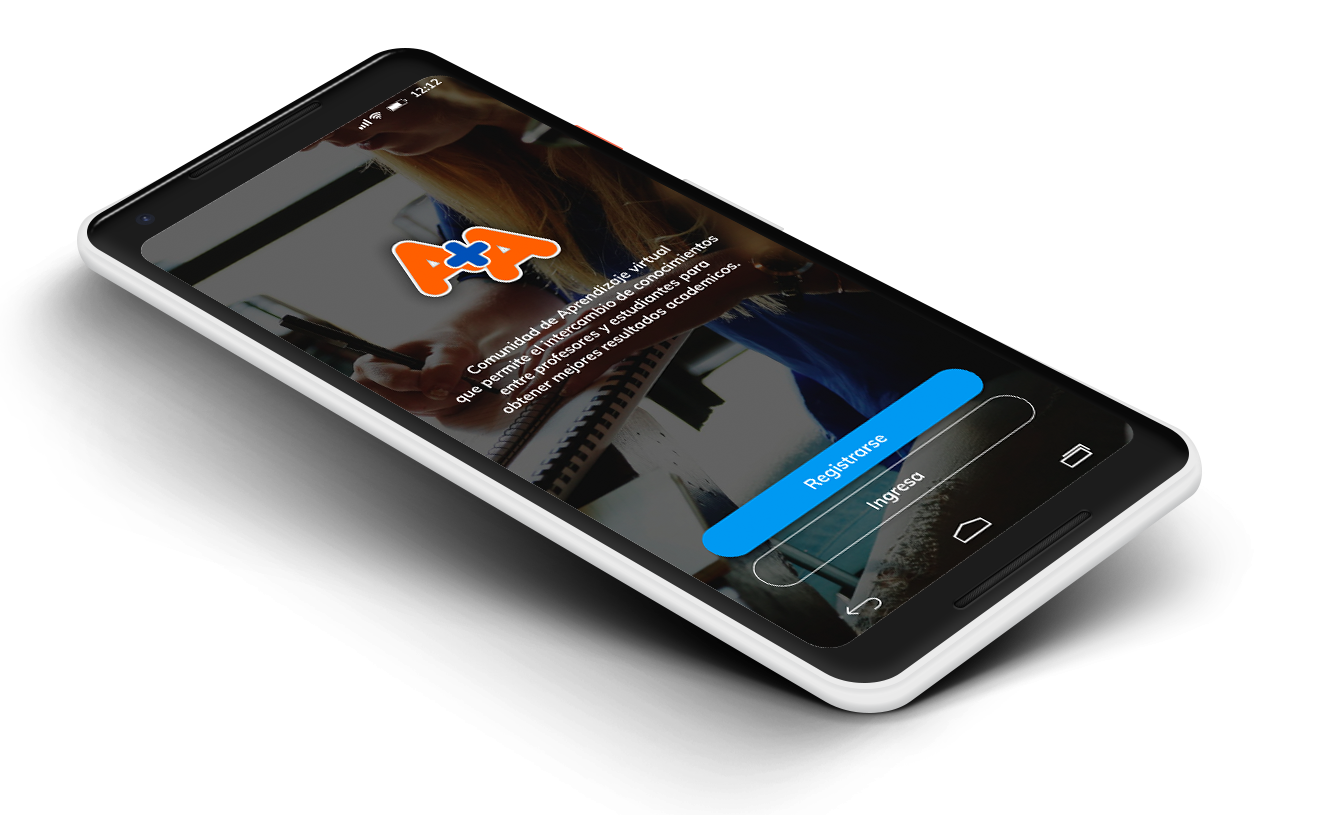 12:12
A+A
Comunidad de Aprendizaje virtual
que permite el intercambio de conocimientos
entre profesores y estudiantes para
obtener mejores resultados academicos.
Registrarse
Ingresa